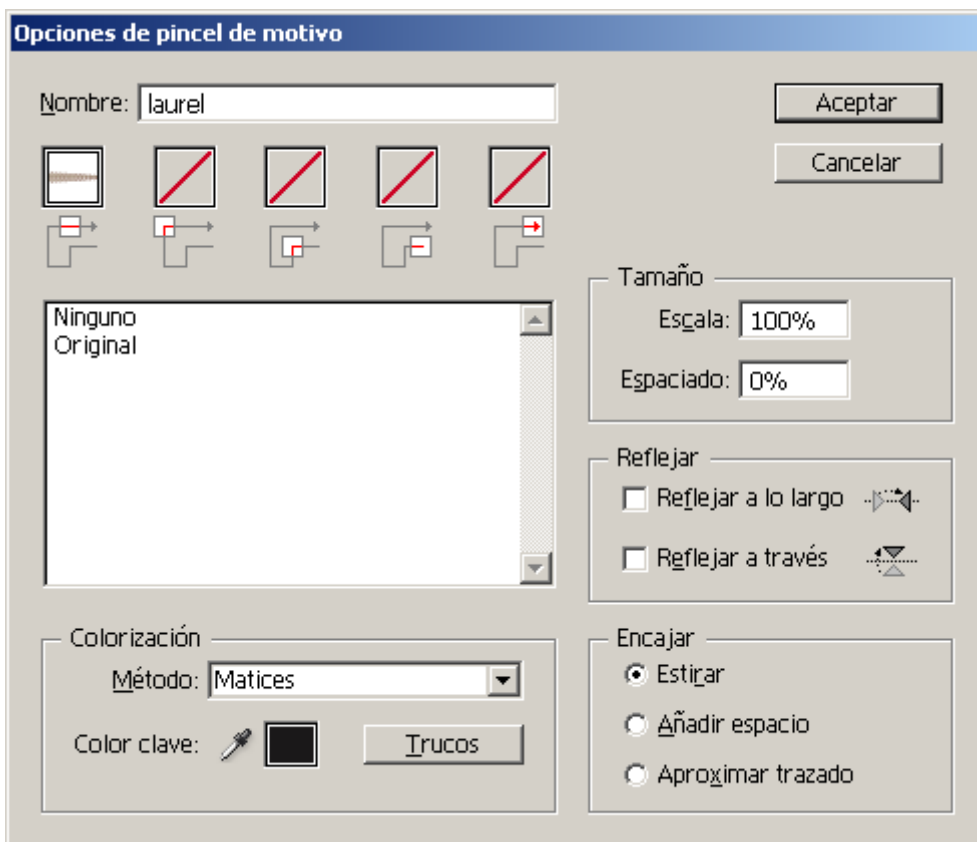 Opciones de pincel de motivo
Nombre: laurel
Aceptar
Cancelar
Ninguno
Original
Tamaño
Escala: 100%
Espaciado: 0%
Reflejar
Reflejar a lo largo
Reflejar a través
Colorización
Método: Matices
Color clave:
Trucos
Encajar
Estirar
Añadir espacio
Aproximar trazado